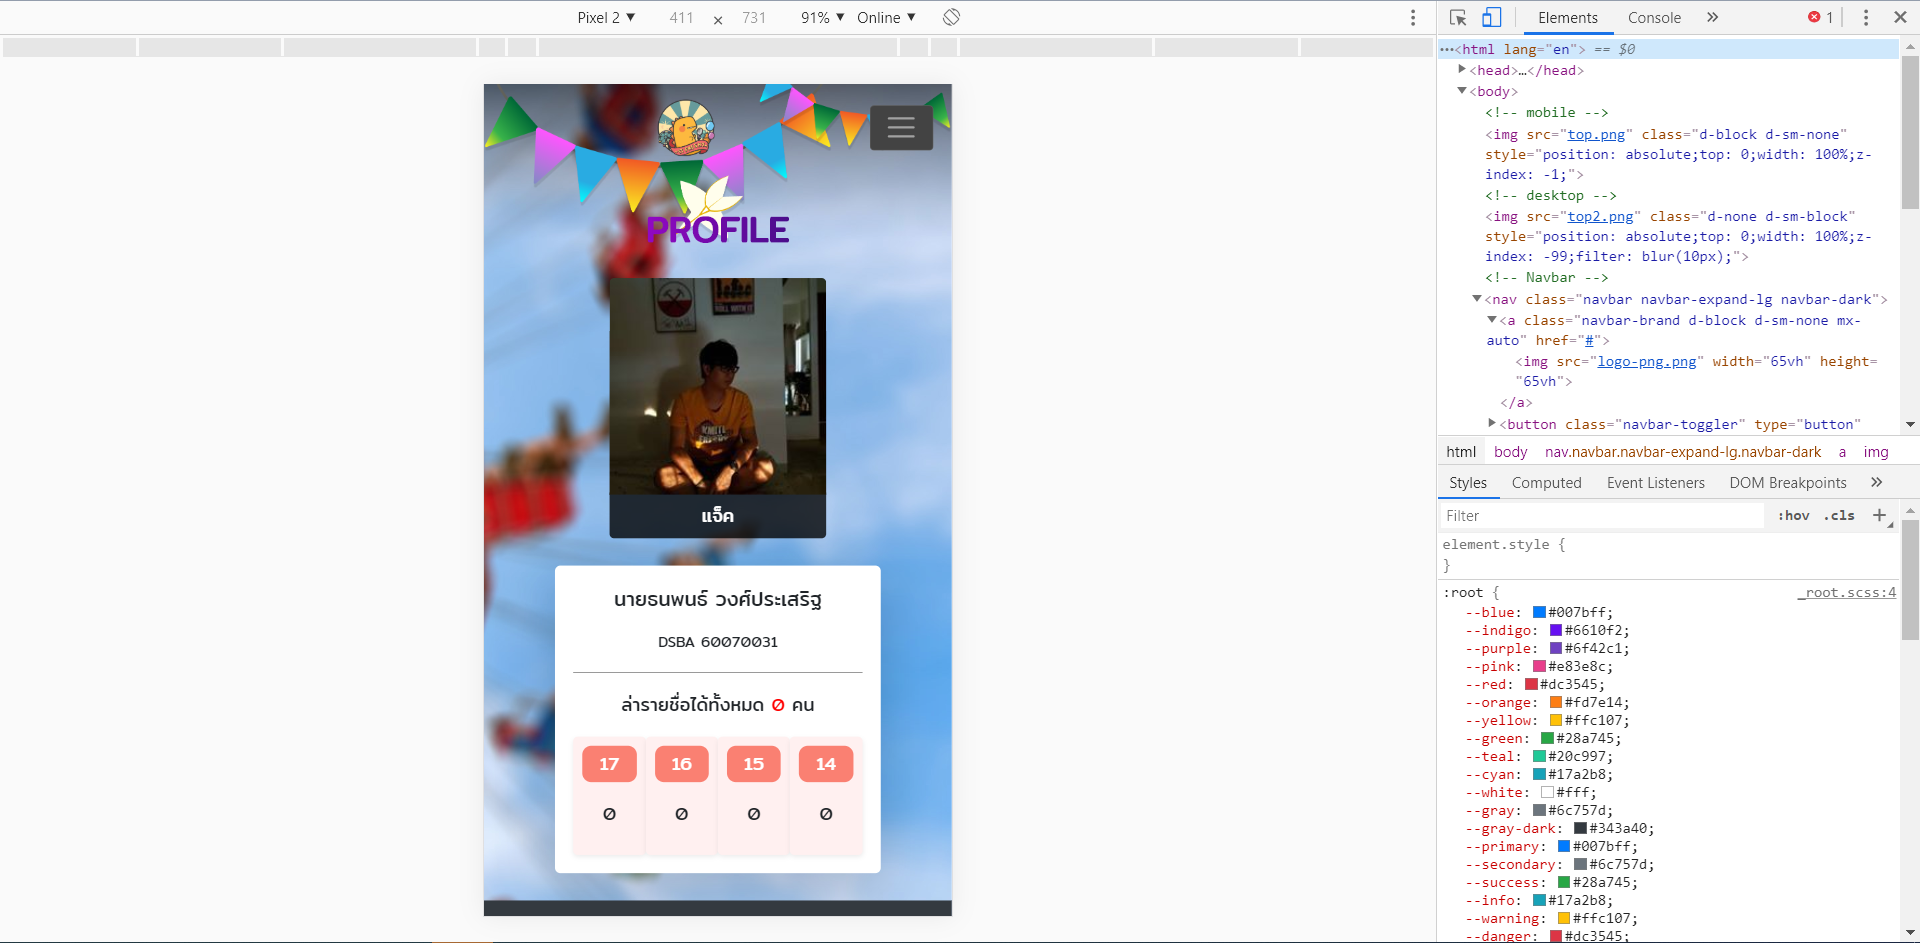 Pixel 2 ▼ 411 × 731 91% ▼ Online ▼
Elements Console » 1
PROFILE
แจ็ค
นายธนพนธ์ วงศ์ประเสริฐ
DSBA 60070031
ล่ารายชื่อได้ทั้งหมด 0 คน
17 16 15 14
0 0 0 0
•••<html lang="en"> == $0
<head>…</head>
<body>
<!-- mobile -->
<img src="top.png" class="d-block d-sm-none"
style="position: absolute;top: 0;width: 100%;z-
index: -1;">
<!-- desktop -->
<img src="top2.png" class="d-none d-sm-block"
style="position: absolute;top: 0;width: 100%;z-
index: -99;filter: blur(10px);">
<!-- Navbar -->
<nav class="navbar navbar-expand-lg navbar-dark">
<a class="navbar-brand d-block d-sm-none mx-
auto" href="#">
<img src="logo-png.png" width="65vh" height=
"65vh">
</a>
<button class="navbar-toggler" type="button"
html body nav.navbar.navbar-expand-lg.navbar-dark a img
Styles Computed Event Listeners DOM Breakpoints »
Filter :hov .cls +
element.style {
}
:root { _root.scss:4
--blue: #007bff;
--indigo: #6610f2;
--purple: #6f42c1;
--pink: #e83e8c;
--red: #dc3545;
--orange: #fd7e14;
--yellow: #ffc107;
--green: #28a745;
--teal: #20c997;
--cyan: #17a2b8;
--white: #fff;
--gray: #6c757d;
--gray-dark: #343a40;
--primary: #007bff;
--secondary: #6c757d;
--success: #28a745;
--info: #17a2b8;
--warning: #ffc107;
--danger: #dc3545;